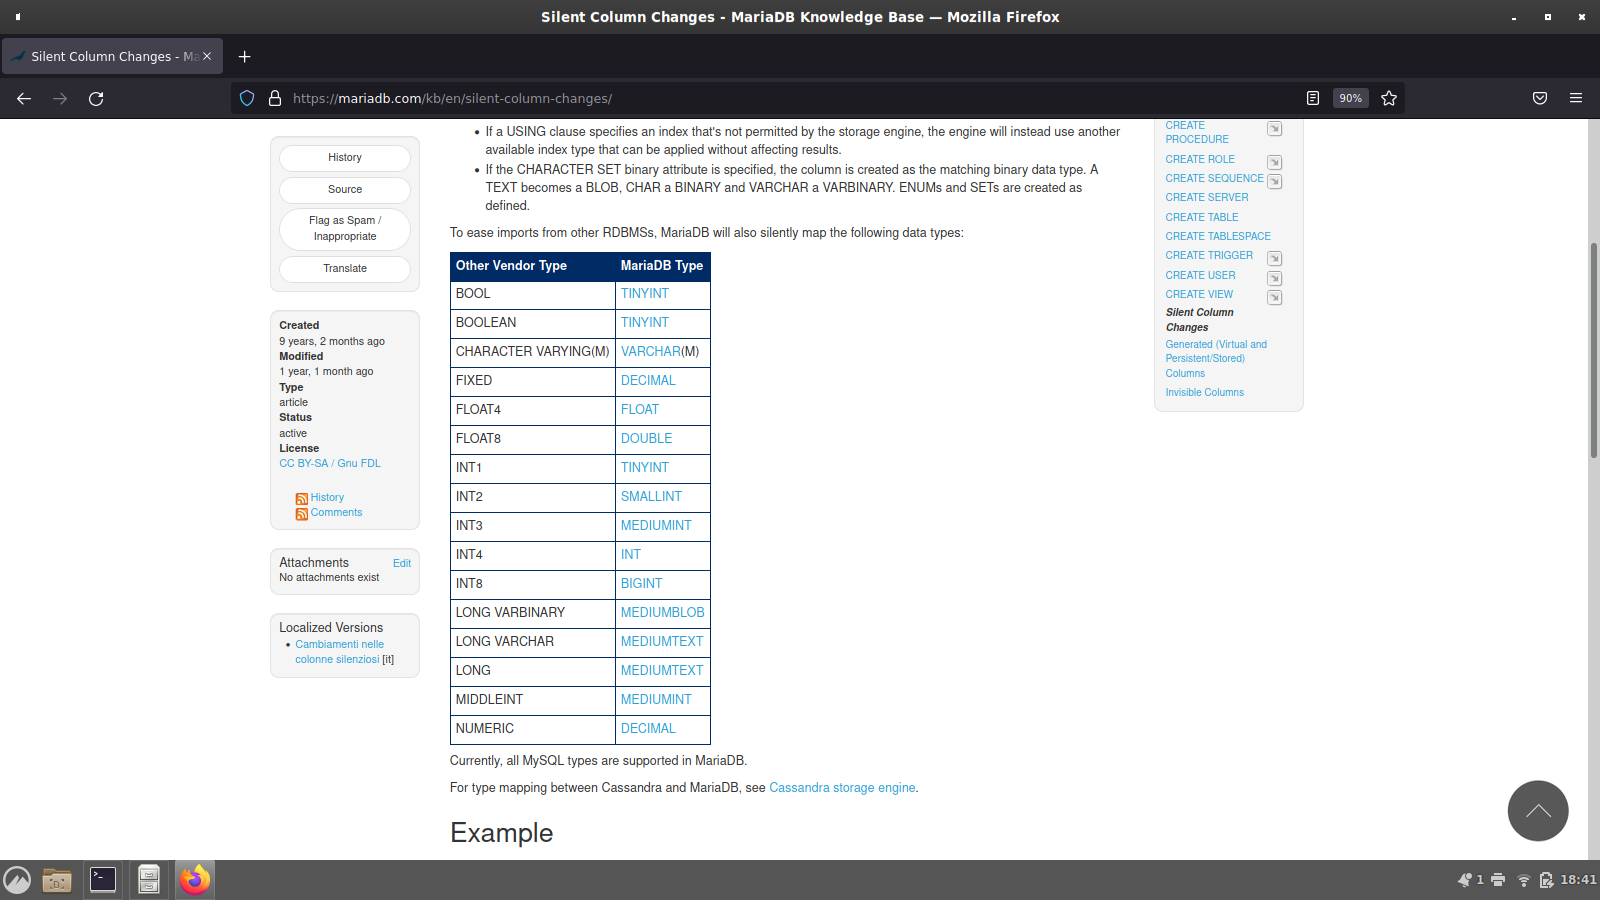 Silent Column Changes - MariaDB Knowledge Base — Mozilla Firefox
Silent Column Changes - Ma
https://mariadb.com/kb/en/silent-column-changes/
90%
History
Source
Flag as Spam /
Inappropriate
Translate
Created
9 years, 2 months ago
Modified
1 year, 1 month ago
Type
article
Status
active
License
CC BY-SA / Gnu FDL
History
Comments
Attachments Edit
No attachments exist
Localized Versions
• Cambiamenti nelle
colonne silenziosi [it]
• If a USING clause specifies an index that's not permitted by the storage engine, the engine will instead use another
available index type that can be applied without affecting results.
• If the CHARACTER SET binary attribute is specified, the column is created as the matching binary data type. A
TEXT becomes a BLOB, CHAR a BINARY and VARCHAR a VARBINARY. ENUMs and SETs are created as
defined.
To ease imports from other RDBMSs, MariaDB will also silently map the following data types:
Other Vendor Type MariaDB Type
BOOL TINYINT
BOOLEAN TINYINT
CHARACTER VARYING(M) VARCHAR(M)
FIXED DECIMAL
FLOAT4 FLOAT
FLOAT8 DOUBLE
INT1 TINYINT
INT2 SMALLINT
INT3 MEDIUMINT
INT4 INT
INT8 BIGINT
LONG VARBINARY MEDIUMBLOB
LONG VARCHAR MEDIUMTEXT
LONG MEDIUMTEXT
MIDDLEINT MEDIUMINT
NUMERIC DECIMAL
Currently, all MySQL types are supported in MariaDB.
For type mapping between Cassandra and MariaDB, see Cassandra storage engine.
Example
CREATE
PROCEDURE
CREATE ROLE
CREATE SEQUENCE
CREATE SERVER
CREATE TABLE
CREATE TABLESPACE
CREATE TRIGGER
CREATE USER
CREATE VIEW
Silent Column
Changes
Generated (Virtual and
Persistent/Stored)
Columns
Invisible Columns
1
18:41